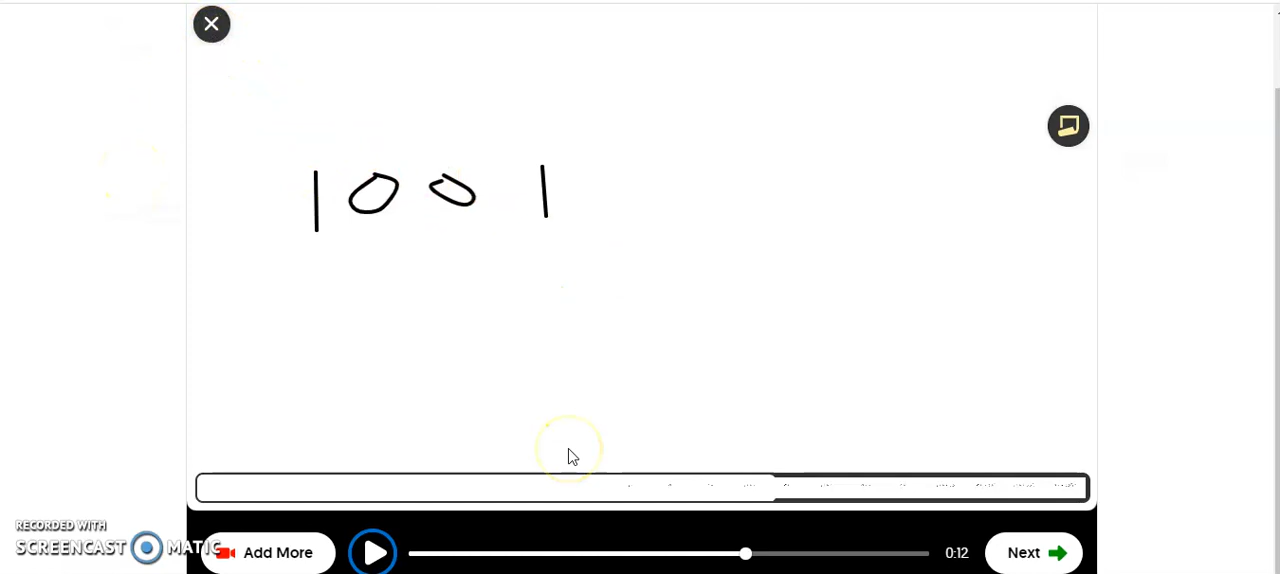 1001
RECORDED WITH
SCREENCAST MATIC
Add More
0:12
Next